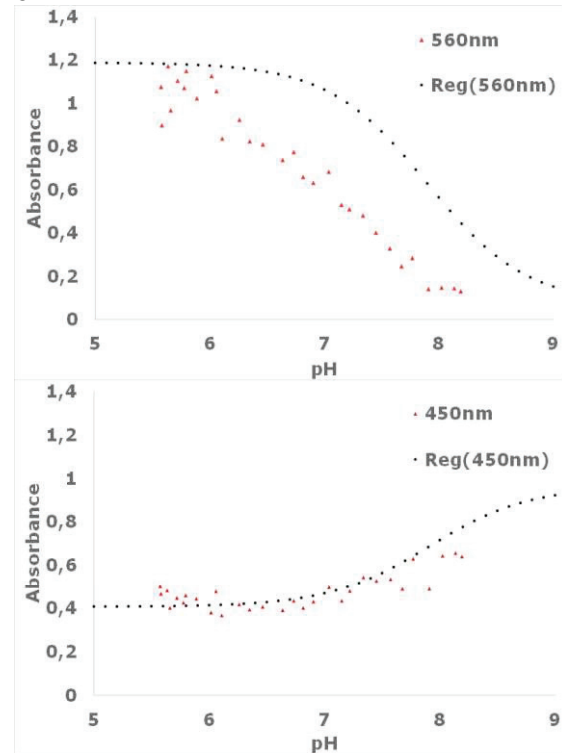 1,4
1,2
1
0,8
0,6
0,4
0,2
0
Absorbance
560nm
Reg(560nm)
5 6 7 8 9
pH
1,4
1,2
1
0,8
0,6
0,4
0,2
0
Absorbance
450nm
Reg(450nm)
5 6 7 8 9
pH